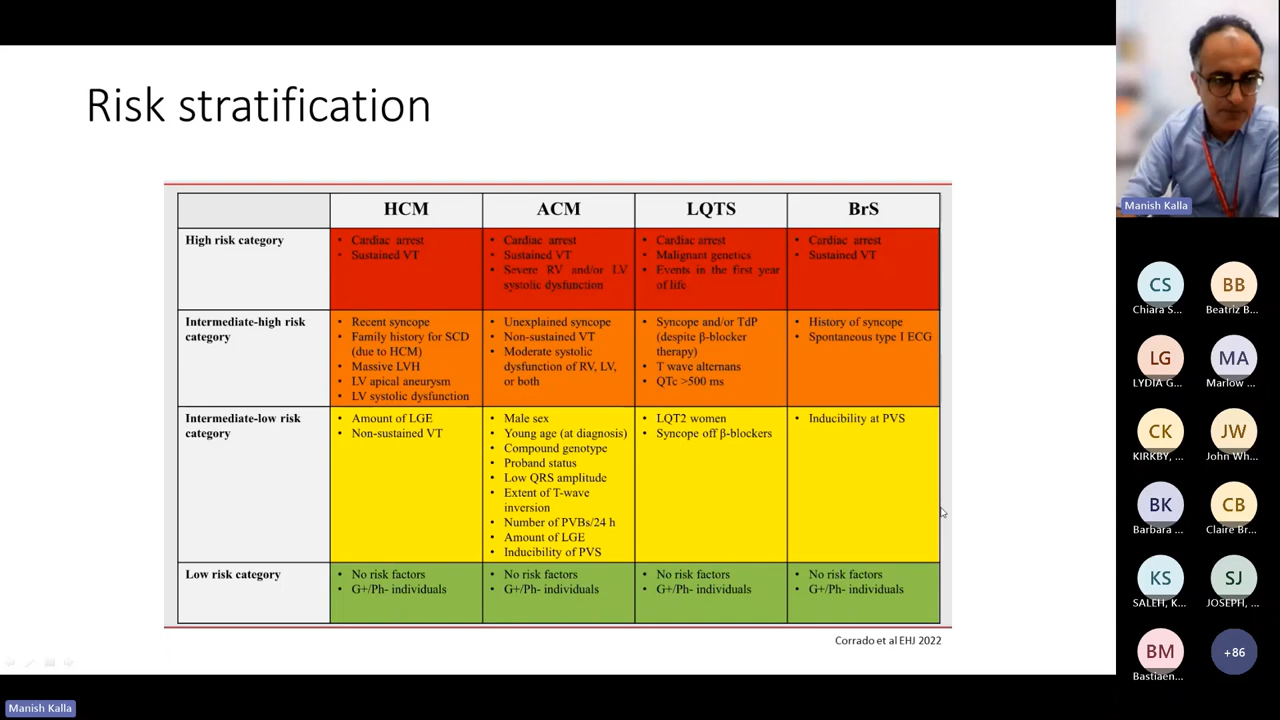 Risk stratification
HCM
ACM
LQTS
BrS
High risk category
• Cardiac arrest
• Sustained VT
• Cardiac arrest
• Sustained VT
• Severe RV and/or LV
systolic dysfunction
• Cardiac arrest
• Malignant genetics
• Events in the first year
of life
• Cardiac arrest
• Sustained VT
Intermediate-high risk
category
• Recent syncope
• Family history for SCD
(due to HCM)
• Massive LVH
• LV apical aneurysm
• LV systolic dysfunction
• Unexplained syncope
• Non-sustained VT
• Moderate systolic
dysfunction of RV, LV,
or both
• Syncope and/or TdP
(despite β-blocker
therapy)
• T wave alternans
• QTc >500 ms
• History of syncope
• Spontaneous type I ECG
Intermediate-low risk
category
• Amount of LGE
• Non-sustained VT
• Male sex
• Young age (at diagnosis)
• Compound genotype
• Proband status
• Low QRS amplitude
• Extent of T-wave
inversion
• Number of PVBs/24 h
• Amount of LGE
• Inducibility of PVS
• LQT2 women
• Syncope off β-blockers
• Inducibility at PVS
Low risk category
• No risk factors
• G+/Ph- individuals
• No risk factors
• G+/Ph- individuals
• No risk factors
• G+/Ph- individuals
• No risk factors
• G+/Ph- individuals
Corrado et al EHJ 2022
Manish Kalla
Manish Kalla
CS
Chiara S...
BB
Beatriz B...
LG
LYDIA G...
MA
Marlow ...
CK
KIRKBY, ...
JW
John Wh...
BK
Barbara ...
CB
Claire Br...
KS
SALEH, K...
SJ
JOSEPH, ...
BM
Bastiaen...
+86